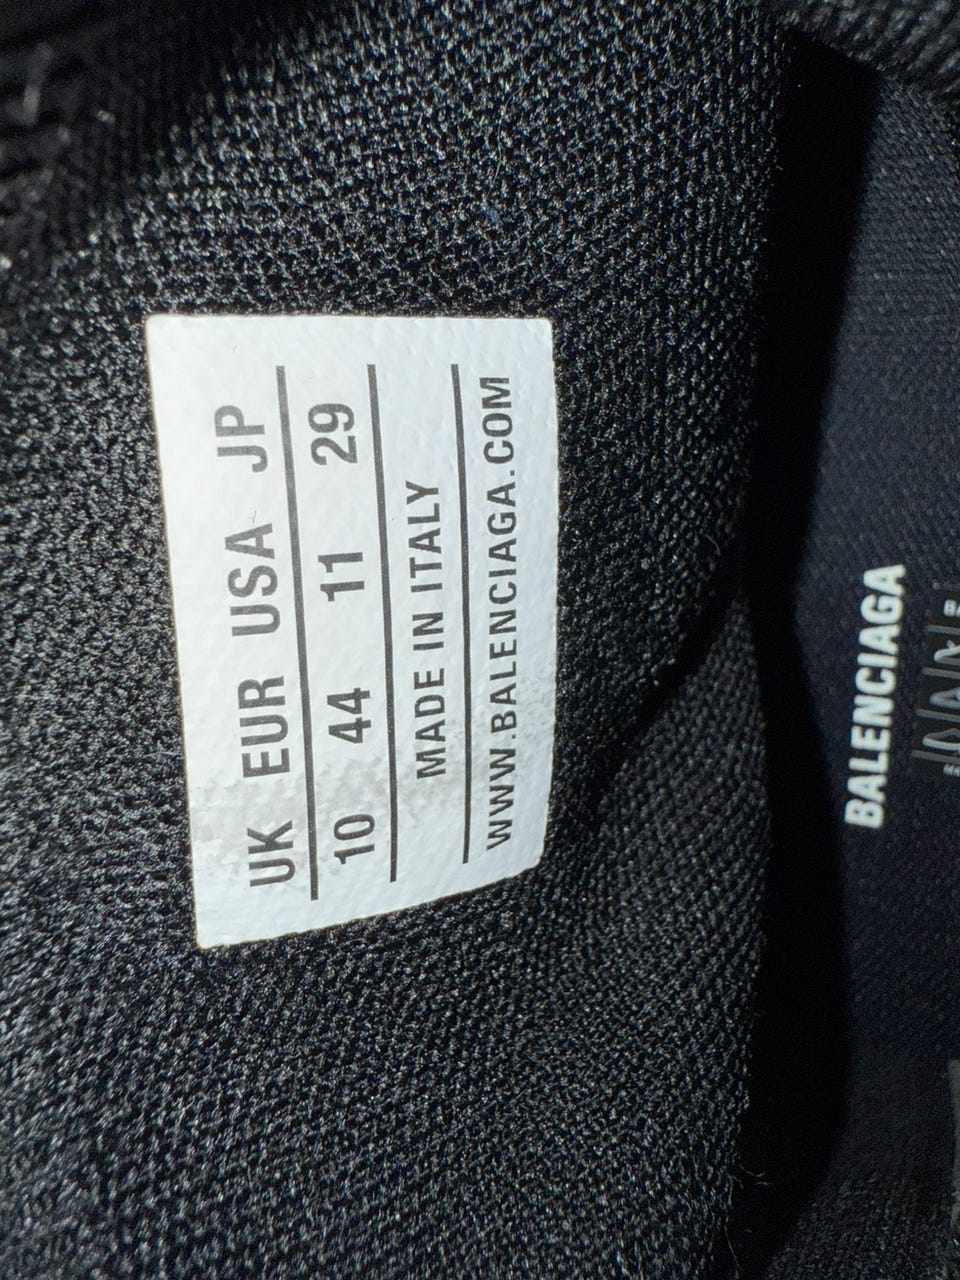 UK EUR USA JP
10 44 11 29
MADE IN ITALY
WWW.BALENCIAGA.COM
BALENCIAGA